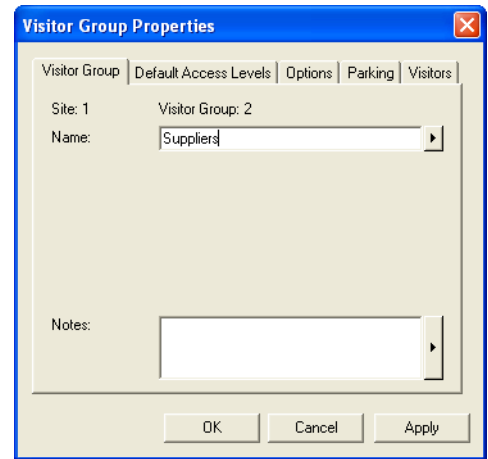 Visitor Group Properties
Visitor Group Default Access Levels Options Parking Visitors
Site: 1 Visitor Group: 2
Name: Suppliers
Notes:
OK Cancel Apply